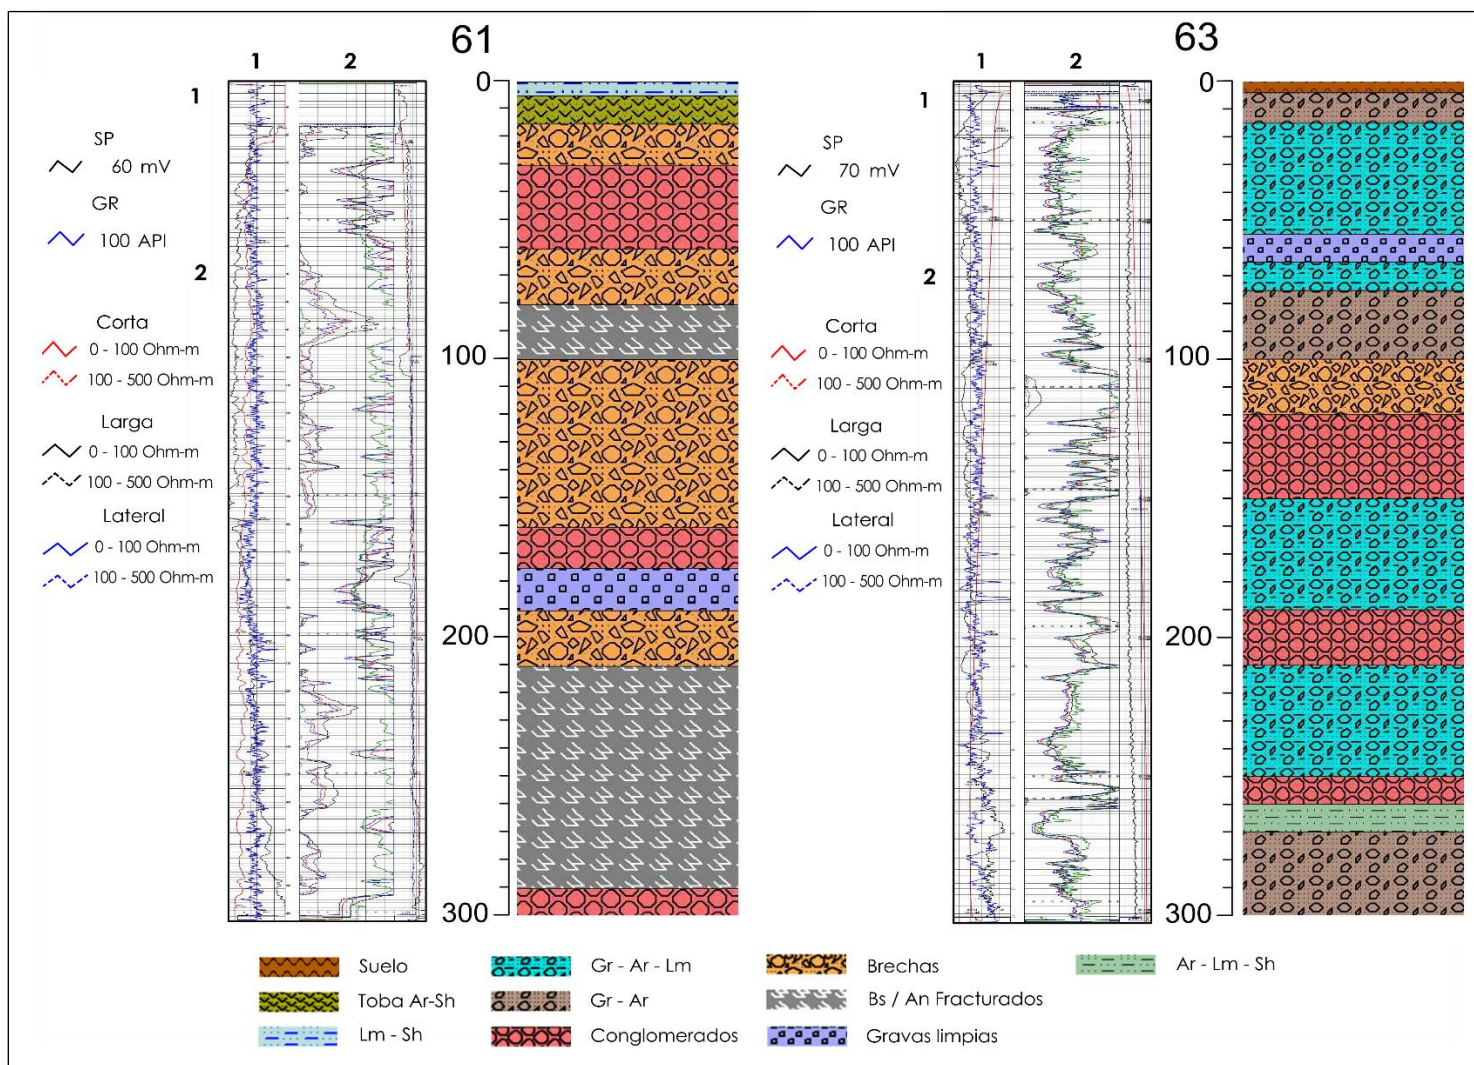 61
1 2
1
SP
60 mV
GR
100 API
2
Corta
0 - 100 Ohm-m
100 - 500 Ohm-m
Larga
0 - 100 Ohm-m
100 - 500 Ohm-m
Lateral
0 - 100 Ohm-m
100 - 500 Ohm-m
0
100
200
300
63
1 2
1
SP
70 mV
GR
100 API
2
Corta
0 - 100 Ohm-m
100 - 500 Ohm-m
Larga
0 - 100 Ohm-m
100 - 500 Ohm-m
Lateral
0 - 100 Ohm-m
100 - 500 Ohm-m
0
100
200
300
Suelo
Gr - Ar - Lm
Brechas
Ar - Lm - Sh
Toba Ar-Sh
Gr - Ar
Bs / An Fracturados
Lm - Sh
Conglomerados
Gravas limpias